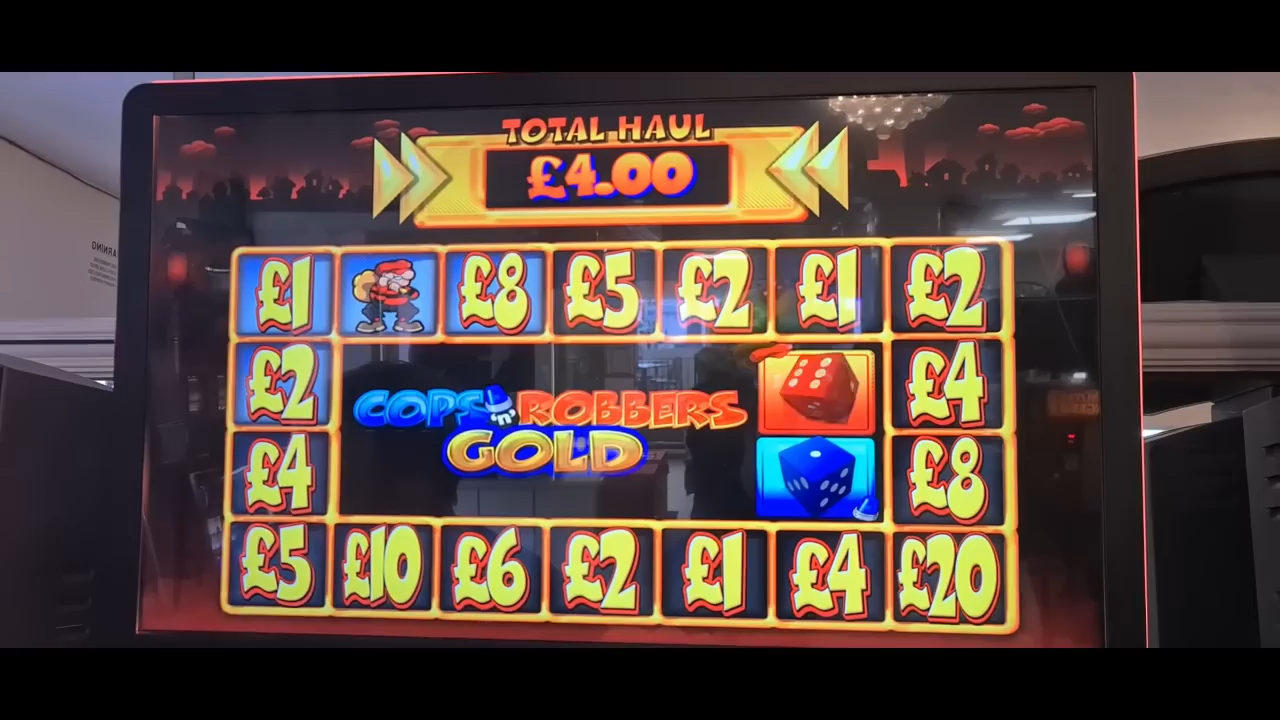 TOTAL HAUL
£4.00
£1 £8 £5 £2 £1 £2
£2 £4
COPS 'n' ROBBERS
GOLD
£4 £8
£5 £10 £6 £2 £1 £4 £20